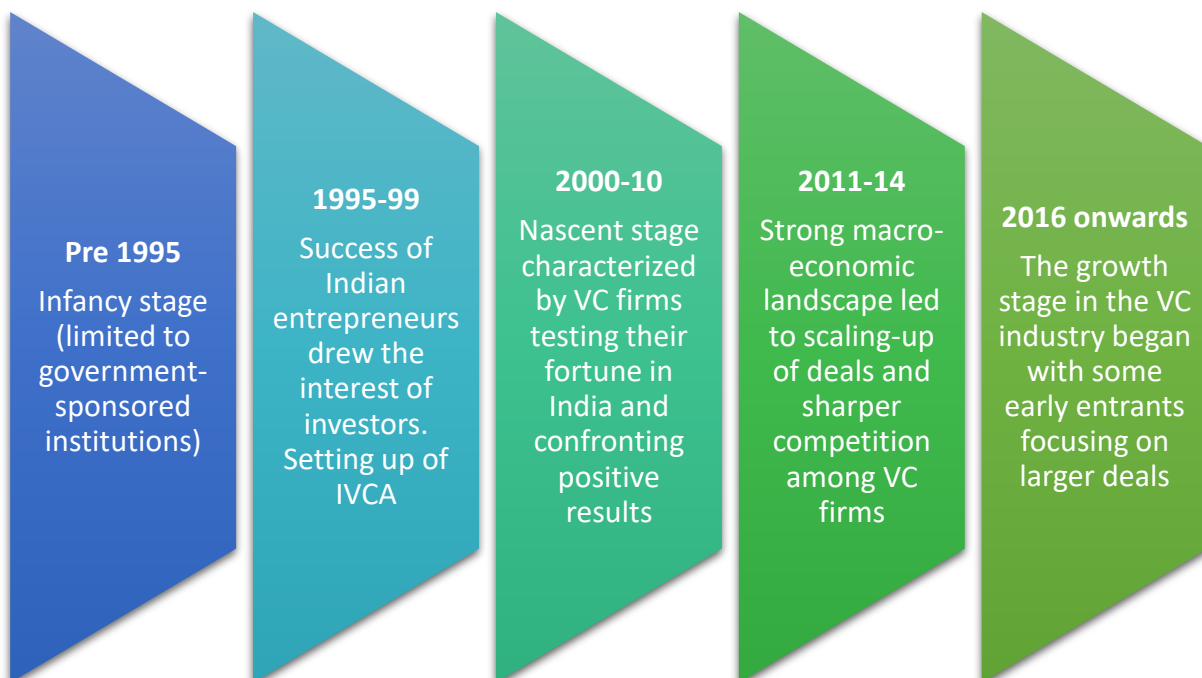 Pre 1995
Infancy stage
(limited to
government-
sponsored
institutions)
1995-99
Success of
Indian
entrepreneurs
drew the
interest of
investors.
Setting up of
IVCA
2000-10
Nascent stage
characterized
by VC firms
testing their
fortune in
India and
confronting
positive
results
2011-14
Strong macro-
economic
landscape led
to scaling-up
of deals and
sharper
competition
among VC
firms
2016 onwards
The growth
stage in the VC
industry began
with some
early entrants
focusing on
larger deals